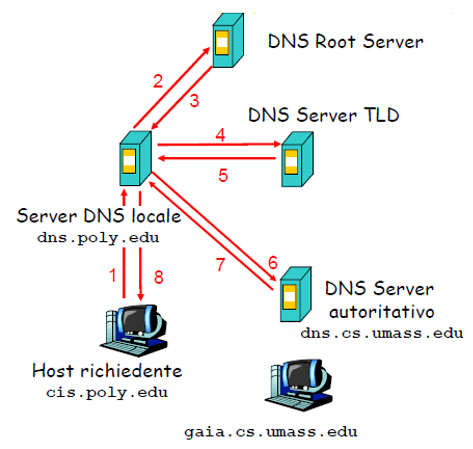 DNS Root Server
2
3
DNS Server TLD
4
5
Server DNS locale
dns.poly.edu
6
7
1
8
DNS Server
autoritativo
dns.cs.umass.edu
Host richiedente
cis.poly.edu
gaia.cs.umass.edu